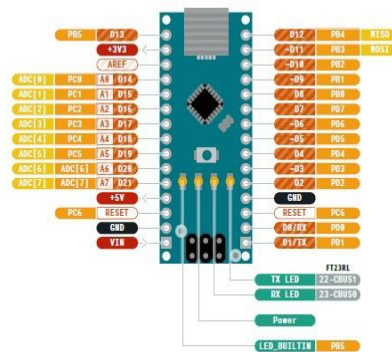 PB5 D13 D12 PB4 MISO
+3V3 ~D11 PB3 MOSI
AREF ~D10 PB2
ADC[0] PC0 A0 D14 ~D9 PB1
ADC[1] PC1 A1 D15 D8 PB0
ADC[2] PC2 A2 D16 D7 PD7
ADC[3] PC3 A3 D17 ~D6 PD6
ADC[4] PC4 A4 D18 ~D5 PD5
ADC[5] PC5 A5 D19 D4 PD4
ADC[6] ADC[6] A6 D20 ~D3 PD3
ADC[7] ADC[7] A7 D21 D2 PD2
+5V GND
PC6 RESET RESET PC6
GND D0/RX PD0
VIN D1/TX PD1
FT23RL
TX LED 22-CBUS1
RX LED 23-CBUS0
Power
LED_BUILTIN PB5